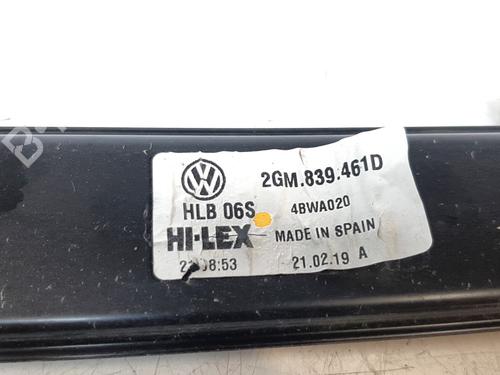 2GM.839.461D
HLB 06S 4BWA020
HI-LEX MADE IN SPAIN
21.02.19 A